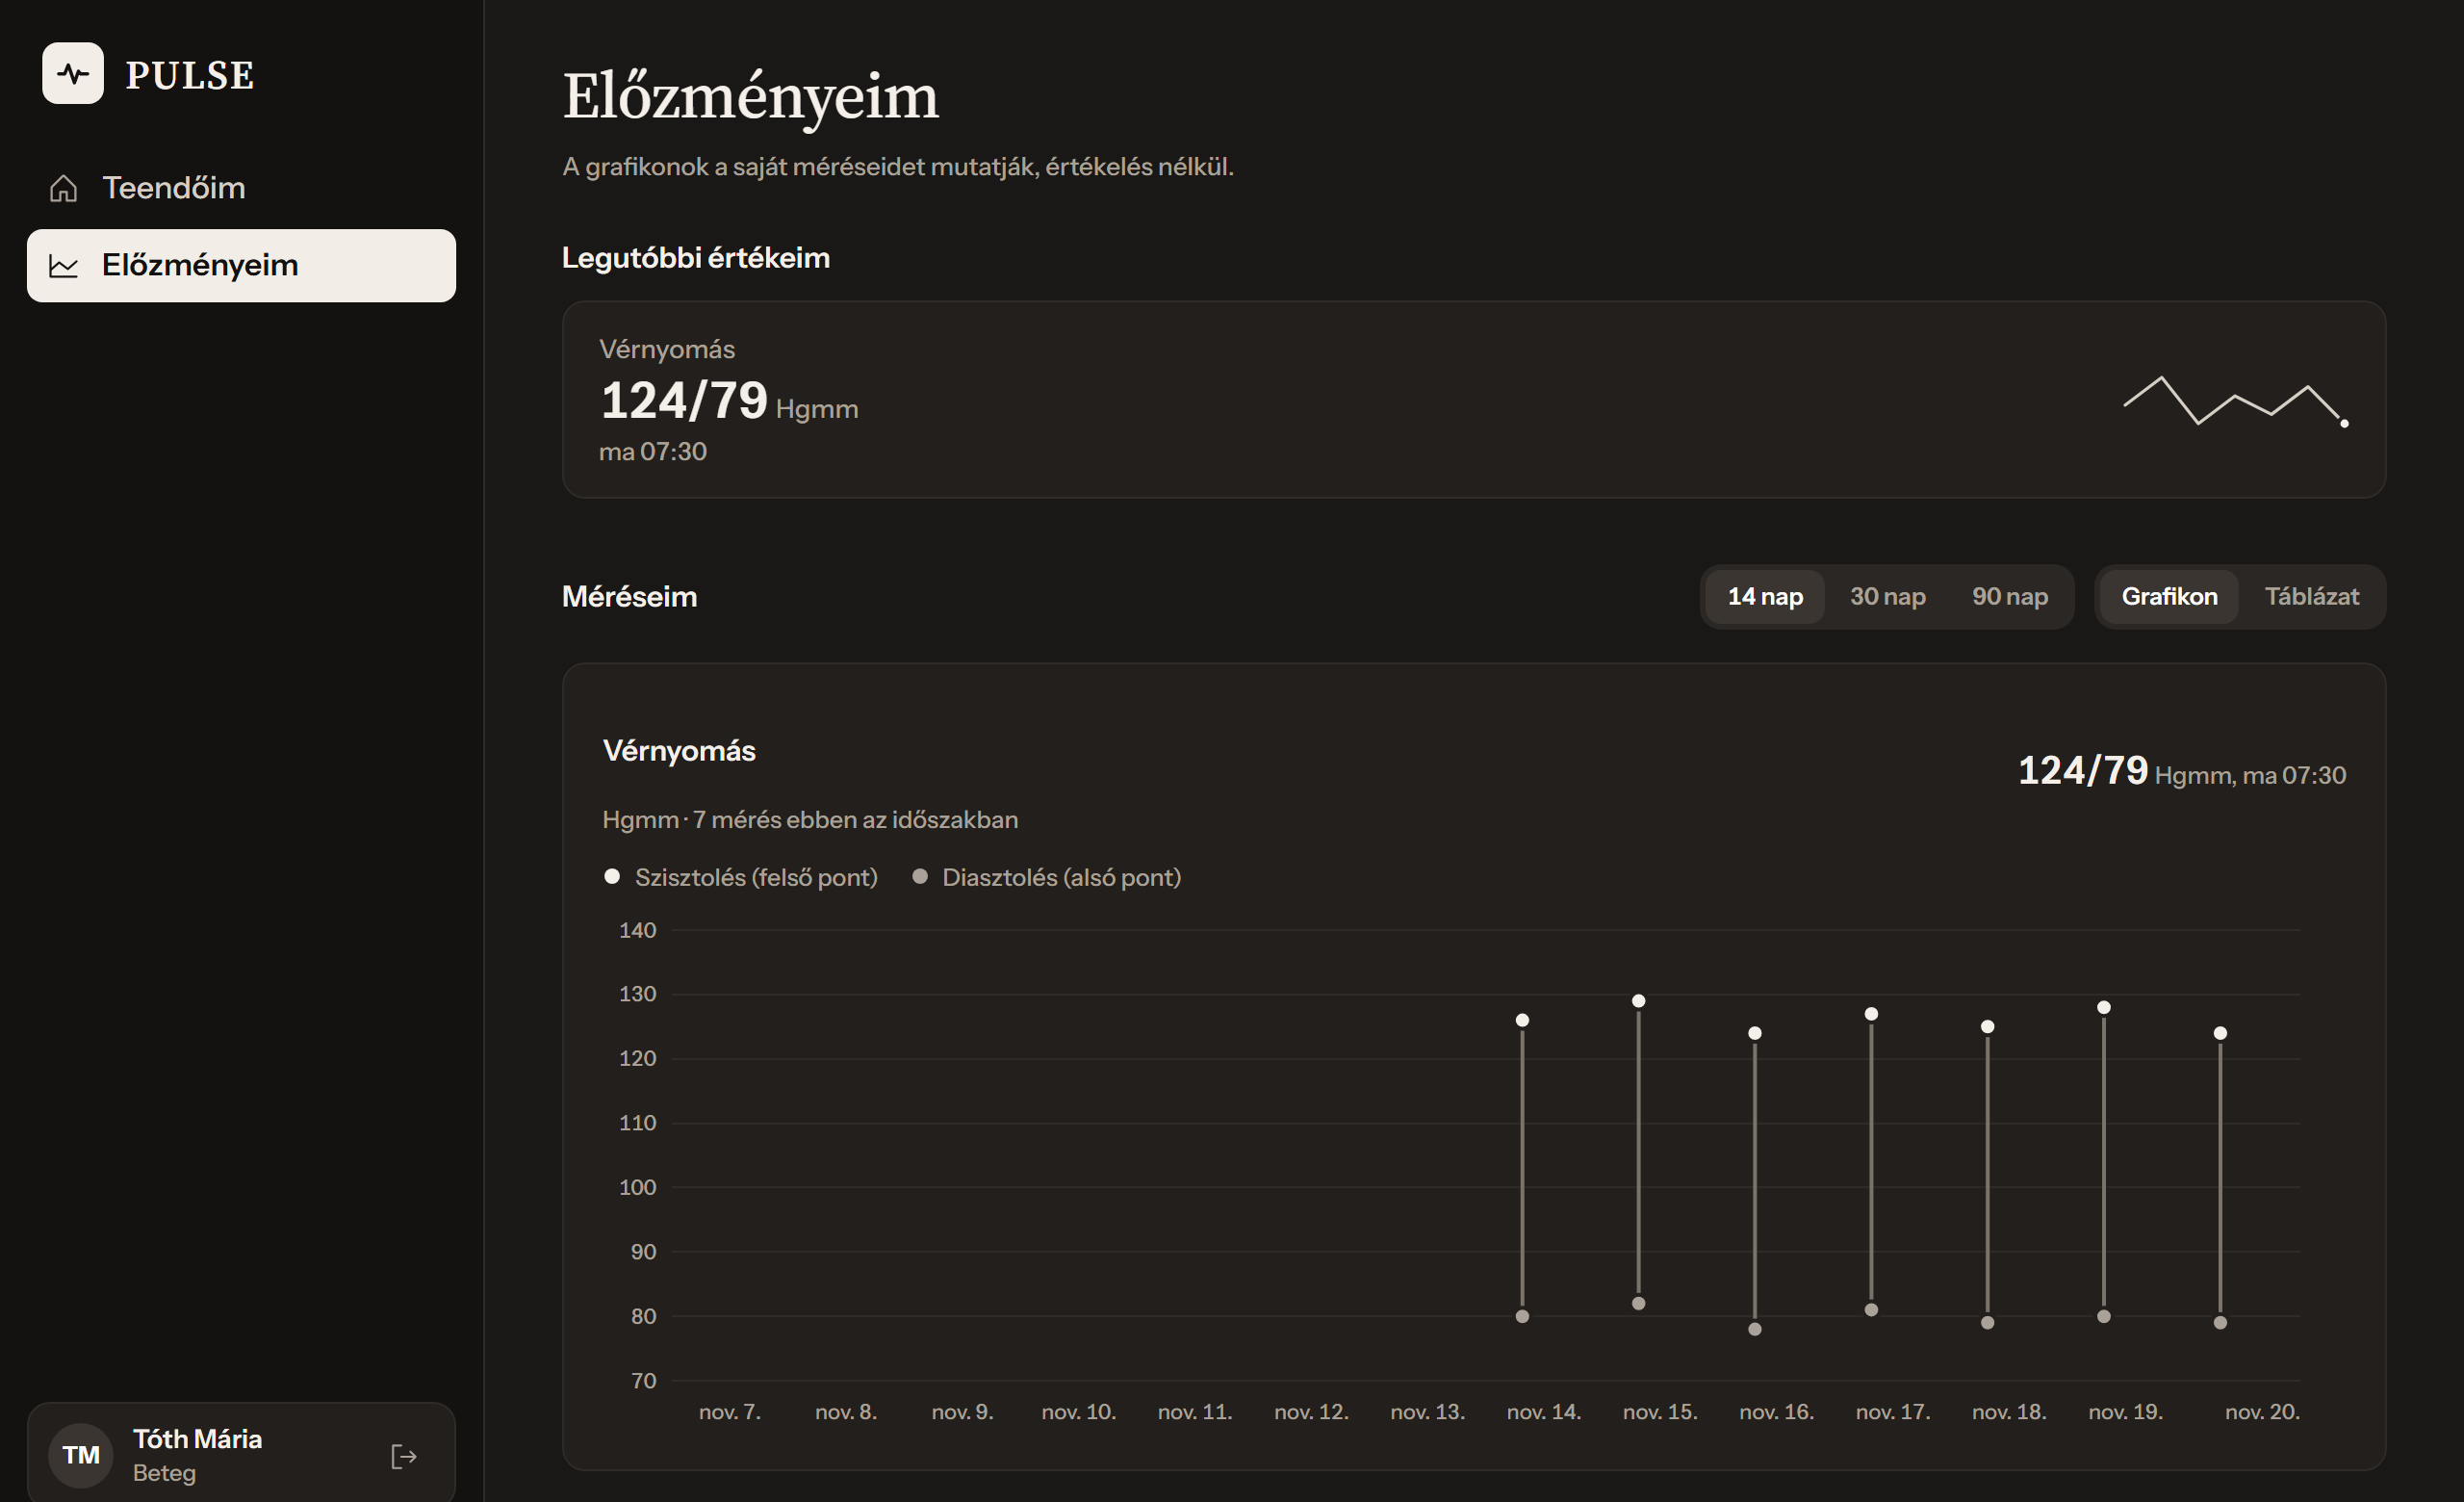 PULSE
Teendőim
Előzményeim
Előzményeim
A grafikonok a saját méréseidet mutatják, értékelés nélkül.
Legutóbbi értékeim
Vérnyomás
124/79 Hgmm
ma 07:30
Méréseim
14 nap 30 nap 90 nap Grafikon Táblázat
Vérnyomás
124/79 Hgmm, ma 07:30
Hgmm · 7 mérés ebben az időszakban
Szisztolés (felső pont) Diasztolés (alsó pont)
140
130
120
110
100
90
80
70
nov. 7. nov. 8. nov. 9. nov. 10. nov. 11. nov. 12. nov. 13. nov. 14. nov. 15. nov. 16. nov. 17. nov. 18. nov. 19. nov. 20.
TM
Tóth Mária
Beteg